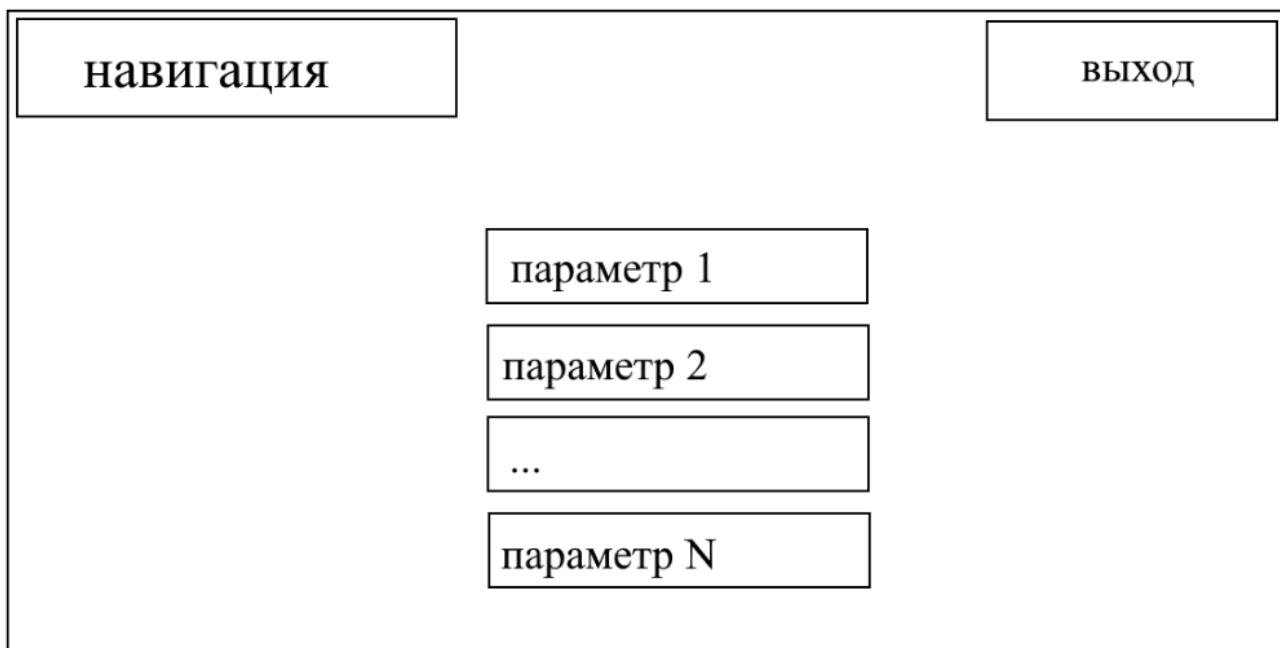 навигация
выход
параметр 1
параметр 2
...
параметр N